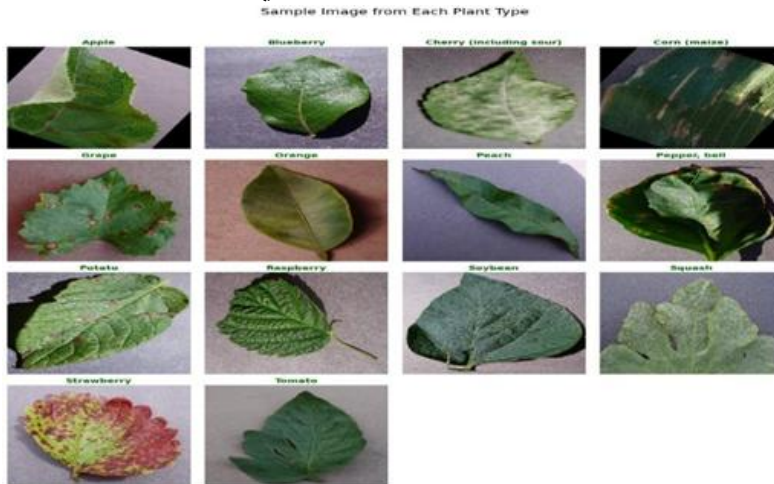 Sample Image from Each Plant Type
Apple
Blueberry
Cherry (including sour)
Corn (maize)
Grape
Orange
Peach
Pepper, bell
Potato
Raspberry
Soybean
Squash
Strawberry
Tomato